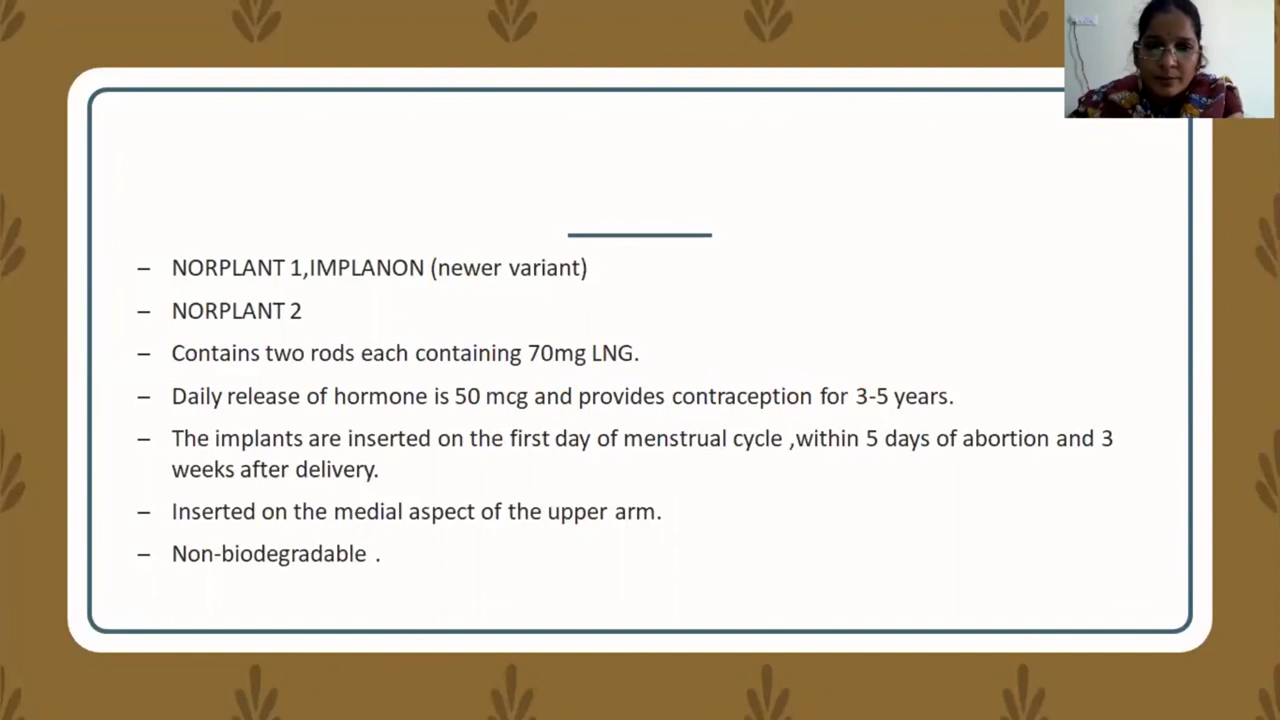 – NORPLANT 1,IMPLANON (newer variant)
– NORPLANT 2
– Contains two rods each containing 70mg LNG.
– Daily release of hormone is 50 mcg and provides contraception for 3-5 years.
– The implants are inserted on the first day of menstrual cycle ,within 5 days of abortion and 3
weeks after delivery.
– Inserted on the medial aspect of the upper arm.
– Non-biodegradable .